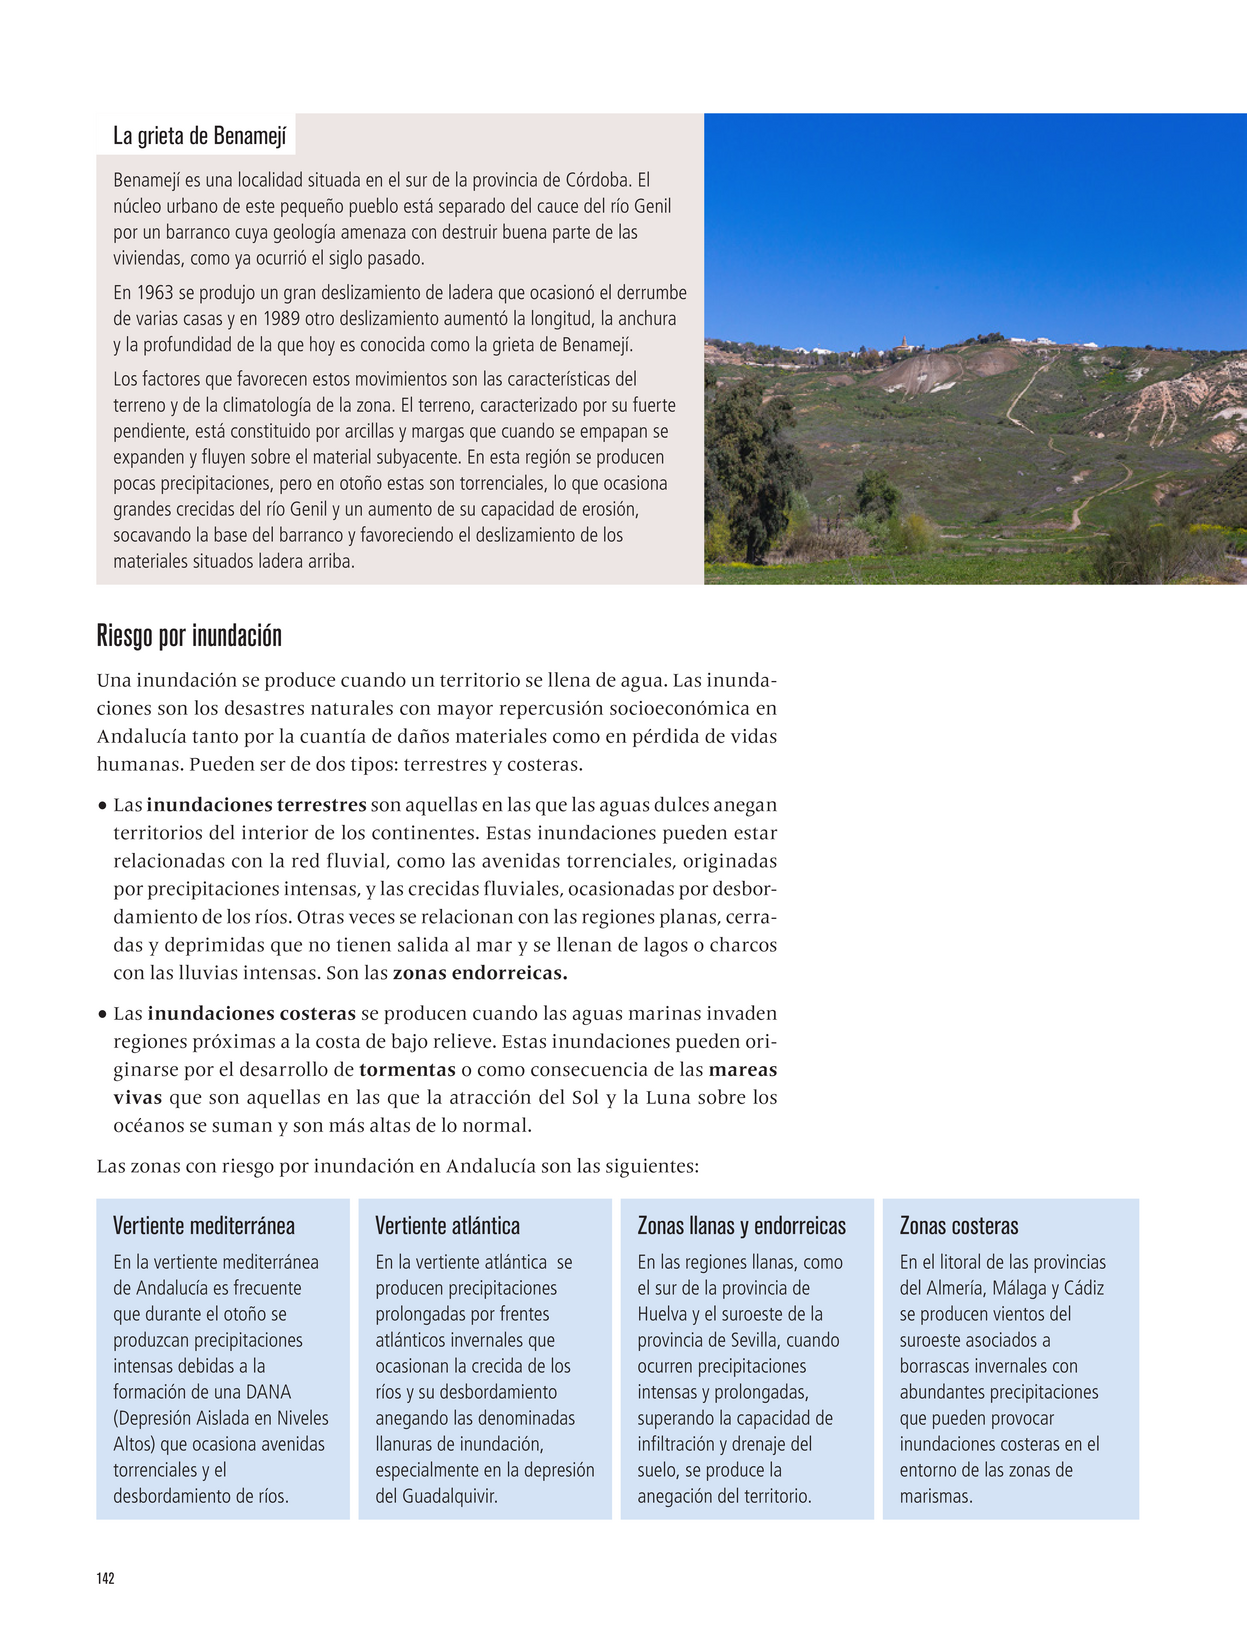 La grieta de Benamejí
Benamejí es una localidad situada en el sur de la provincia de Córdoba. El
núcleo urbano de este pequeño pueblo está separado del cauce del río Genil
por un barranco cuya geología amenaza con destruir buena parte de las
viviendas, como ya ocurrió el siglo pasado.
En 1963 se produjo un gran deslizamiento de ladera que ocasionó el derrumbe
de varias casas y en 1989 otro deslizamiento aumentó la longitud, la anchura
y la profundidad de la que hoy es conocida como la grieta de Benamejí.
Los factores que favorecen estos movimientos son las características del
terreno y de la climatología de la zona. El terreno, caracterizado por su fuerte
pendiente, está constituido por arcillas y margas que cuando se empapan se
expanden y fluyen sobre el material subyacente. En esta región se producen
pocas precipitaciones, pero en otoño estas son torrenciales, lo que ocasiona
grandes crecidas del río Genil y un aumento de su capacidad de erosión,
socavando la base del barranco y favoreciendo el deslizamiento de los
materiales situados ladera arriba.
Riesgo por inundación
Una inundación se produce cuando un territorio se llena de agua. Las inunda-
ciones son los desastres naturales con mayor repercusión socioeconómica en
Andalucía tanto por la cuantía de daños materiales como en pérdida de vidas
humanas. Pueden ser de dos tipos: terrestres y costeras.
• Las inundaciones terrestres son aquellas en las que las aguas dulces anegan
territorios del interior de los continentes. Estas inundaciones pueden estar
relacionadas con la red fluvial, como las avenidas torrenciales, originadas
por precipitaciones intensas, y las crecidas fluviales, ocasionadas por desbor-
damiento de los ríos. Otras veces se relacionan con las regiones planas, cerra-
das y deprimidas que no tienen salida al mar y se llenan de lagos o charcos
con las lluvias intensas. Son las zonas endorreicas.
• Las inundaciones costeras se producen cuando las aguas marinas invaden
regiones próximas a la costa de bajo relieve. Estas inundaciones pueden ori-
ginarse por el desarrollo de tormentas o como consecuencia de las mareas
vivas que son aquellas en las que la atracción del Sol y la Luna sobre los
océanos se suman y son más altas de lo normal.
Las zonas con riesgo por inundación en Andalucía son las siguientes:
Vertiente mediterránea
En la vertiente mediterránea
de Andalucía es frecuente
que durante el otoño se
produzcan precipitaciones
intensas debidas a la
formación de una DANA
(Depresión Aislada en Niveles
Altos) que ocasiona avenidas
torrenciales y el
desbordamiento de ríos.
Vertiente atlántica
En la vertiente atlántica se
producen precipitaciones
prolongadas por frentes
atlánticos invernales que
ocasionan la crecida de los
ríos y su desbordamiento
anegando las denominadas
llanuras de inundación,
especialmente en la depresión
del Guadalquivir.
Zonas llanas y endorreicas
En las regiones llanas, como
el sur de la provincia de
Huelva y el suroeste de la
provincia de Sevilla, cuando
ocurren precipitaciones
intensas y prolongadas,
superando la capacidad de
infiltración y drenaje del
suelo, se produce la
anegación del territorio.
Zonas costeras
En el litoral de las provincias
del Almería, Málaga y Cádiz
se producen vientos del
suroeste asociados a
borrascas invernales con
abundantes precipitaciones
que pueden provocar
inundaciones costeras en el
entorno de las zonas de
marismas.
142